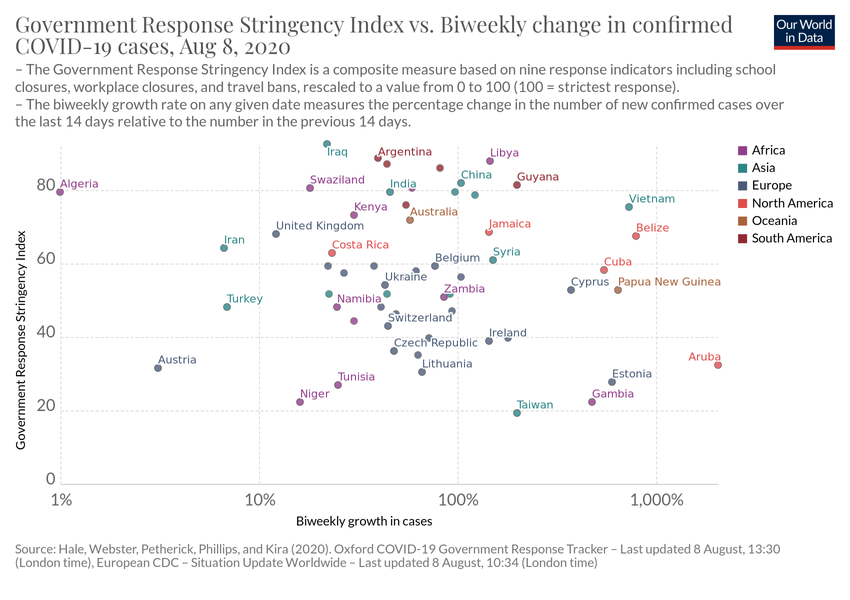 Government Response Stringency Index vs. Biweekly change in confirmed
COVID-19 cases, Aug 8, 2020
Our World
in Data
– The Government Response Stringency Index is a composite measure based on nine response indicators including school
closures, workplace closures, and travel bans, rescaled to a value from 0 to 100 (100 = strictest response).
– The biweekly growth rate on any given date measures the percentage change in the number of new confirmed cases over
the last 14 days relative to the number in the previous 14 days.
Iraq
Argentina
Libya
Africa
Asia
Europe
North America
Oceania
South America
80
Algeria
Swaziland
India
China
Guyana
Vietnam
Kenya
Australia
United Kingdom
Jamaica
Belize
Iran
Costa Rica
60
Belgium
Syria
Cuba
Ukraine
Cyprus
Papua New Guinea
Turkey
Namibia
Zambia
Switzerland
40
Czech Republic
Ireland
Austria
Lithuania
Aruba
Tunisia
Estonia
Niger
Gambia
20
Taiwan
0
Government Response Stringency Index
1%
10%
100%
1,000%
Biweekly growth in cases
Source: Hale, Webster, Petherick, Phillips, and Kira (2020). Oxford COVID-19 Government Response Tracker – Last updated 8 August, 13:30
(London time), European CDC – Situation Update Worldwide – Last updated 8 August, 10:34 (London time)